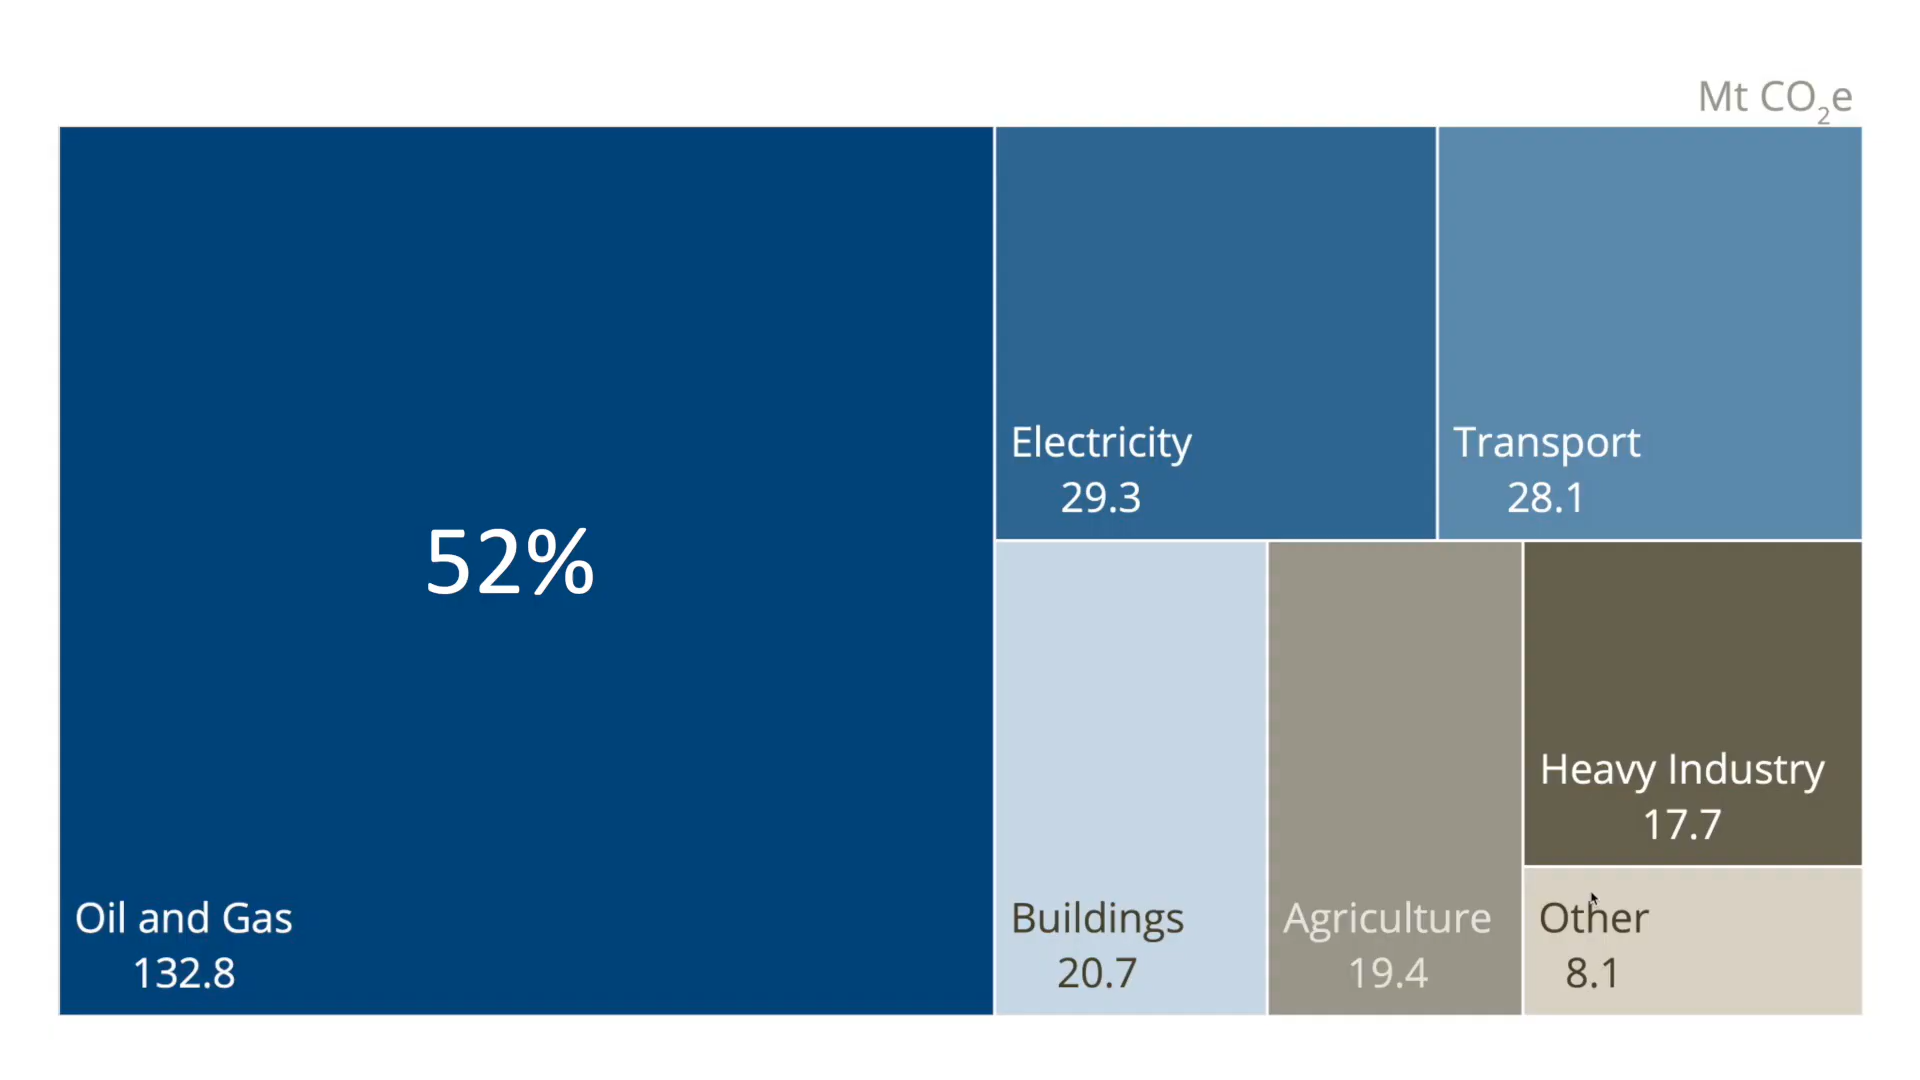 Mt CO₂e
52%
Oil and Gas
132.8
Electricity
29.3
Transport
28.1
Buildings
20.7
Agriculture
19.4
Heavy Industry
17.7
Other
8.1